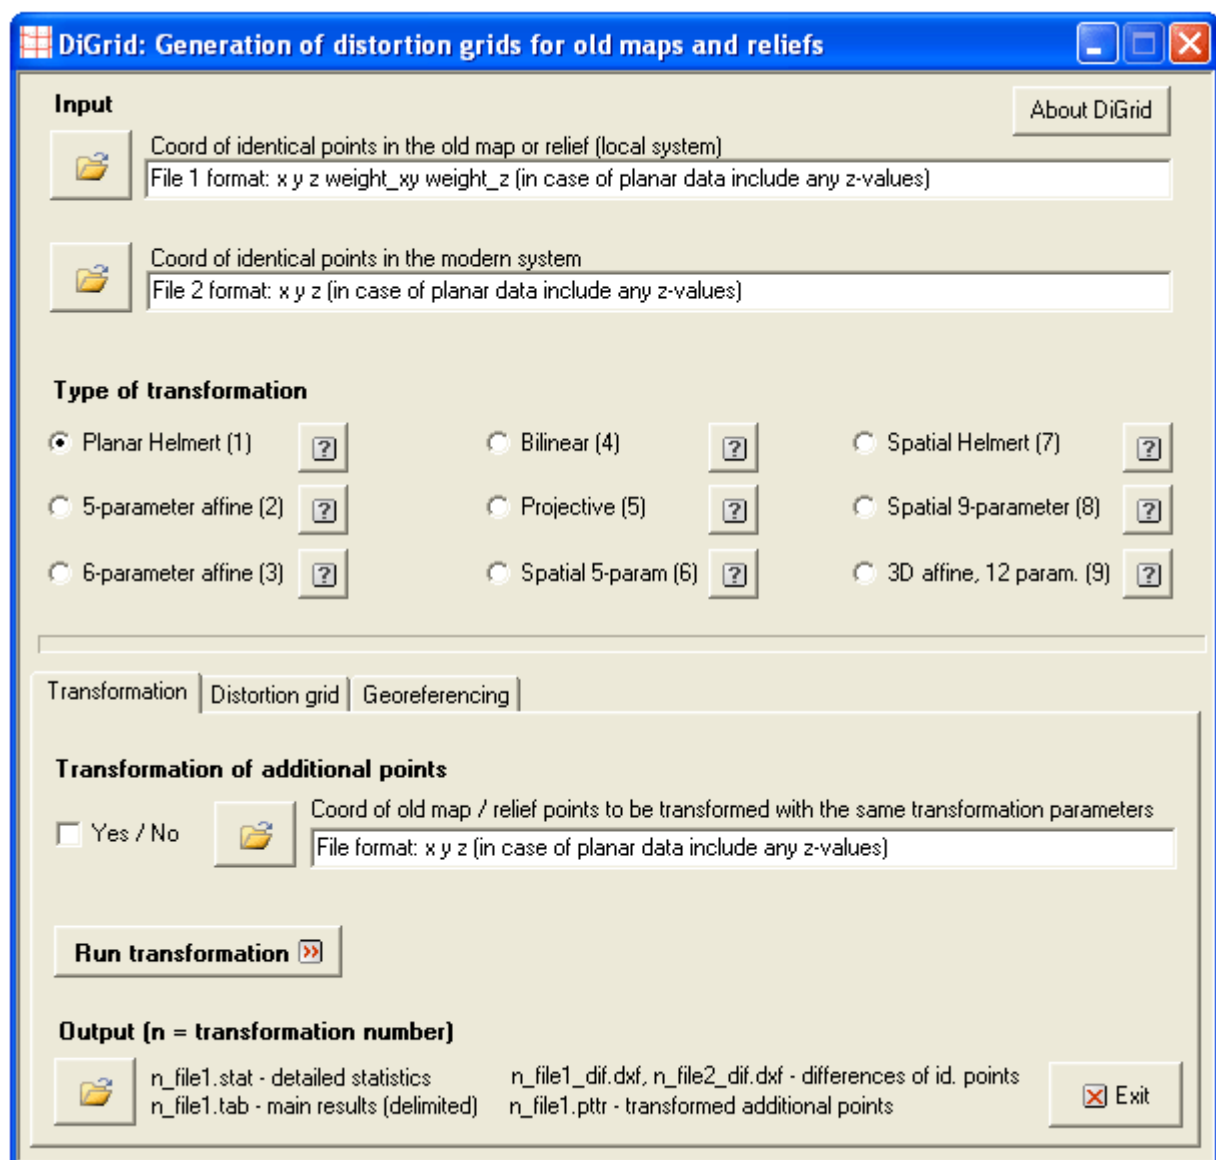 DiGrid: Generation of distortion grids for old maps and reliefs
Input
About DiGrid
Coord of identical points in the old map or relief (local system)
File 1 format: x y z weight_xy weight_z (in case of planar data include any z-values)
Coord of identical points in the modern system
File 2 format: x y z (in case of planar data include any z-values)
Type of transformation
Planar Helmert (1) ? Bilinear (4) ? Spatial Helmert (7) ?
5-parameter affine (2) ? Projective (5) ? Spatial 9-parameter (8) ?
6-parameter affine (3) ? Spatial 5-param (6) ? 3D affine, 12 param. (9) ?
Transformation Distortion grid Georeferencing
Transformation of additional points
Coord of old map / relief points to be transformed with the same transformation parameters
Yes / No
File format: x y z (in case of planar data include any z-values)
Run transformation
Output (n = transformation number)
n_file1.stat - detailed statistics n_file1_dif.dxf, n_file2_dif.dxf - differences of id. points
n_file1.tab - main results (delimited) n_file1.pttr - transformed additional points
Exit